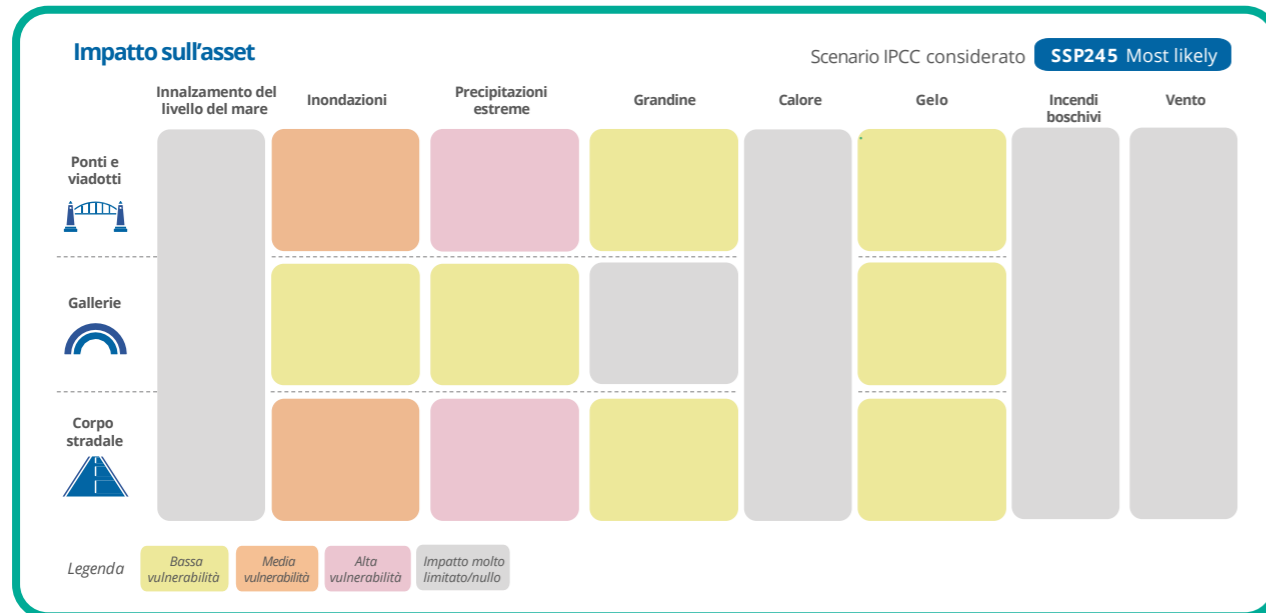 Impatto sull'asset
Scenario IPCC considerato SSP245 Most likely
Innalzamento del
livello del mare
Inondazioni
Precipitazioni
estreme
Grandine
Calore
Gelo
Incendi
boschivi
Vento
Ponti e
viadotti
Gallerie
Corpo
stradale
Legenda
Bassa
vulnerabilità
Media
vulnerabilità
Alta
vulnerabilità
Impatto molto
limitato/nullo